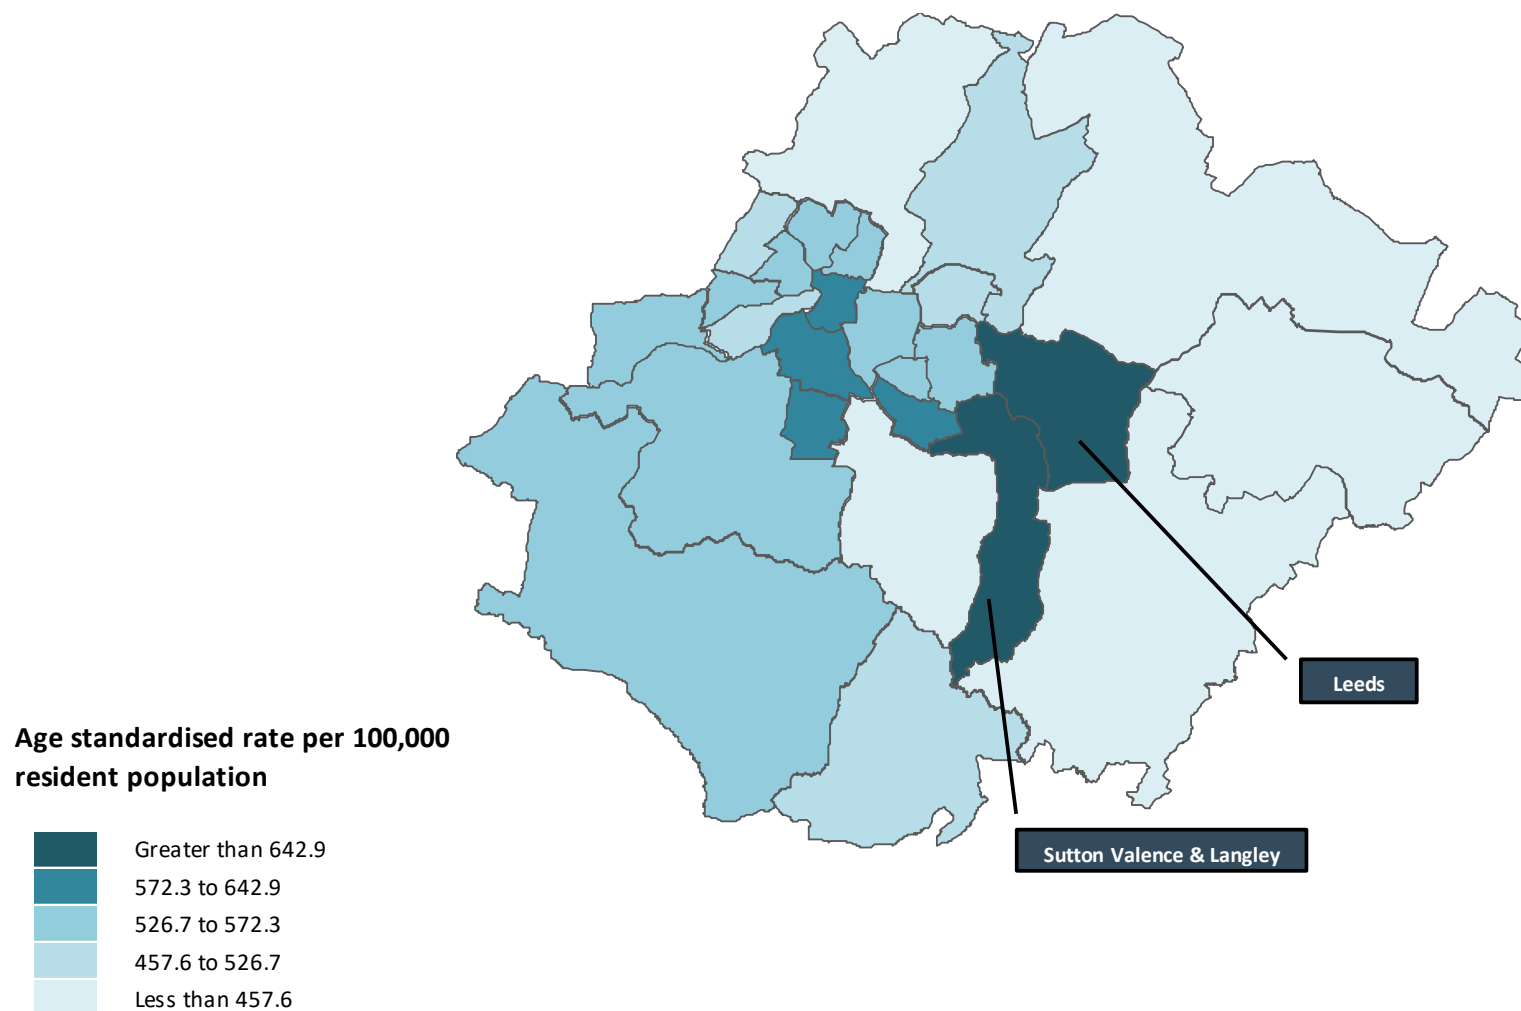 Leeds
Age standardised rate per 100,000
resident population
Sutton Valence & Langley
Greater than 642.9
572.3 to 642.9
526.7 to 572.3
457.6 to 526.7
Less than 457.6